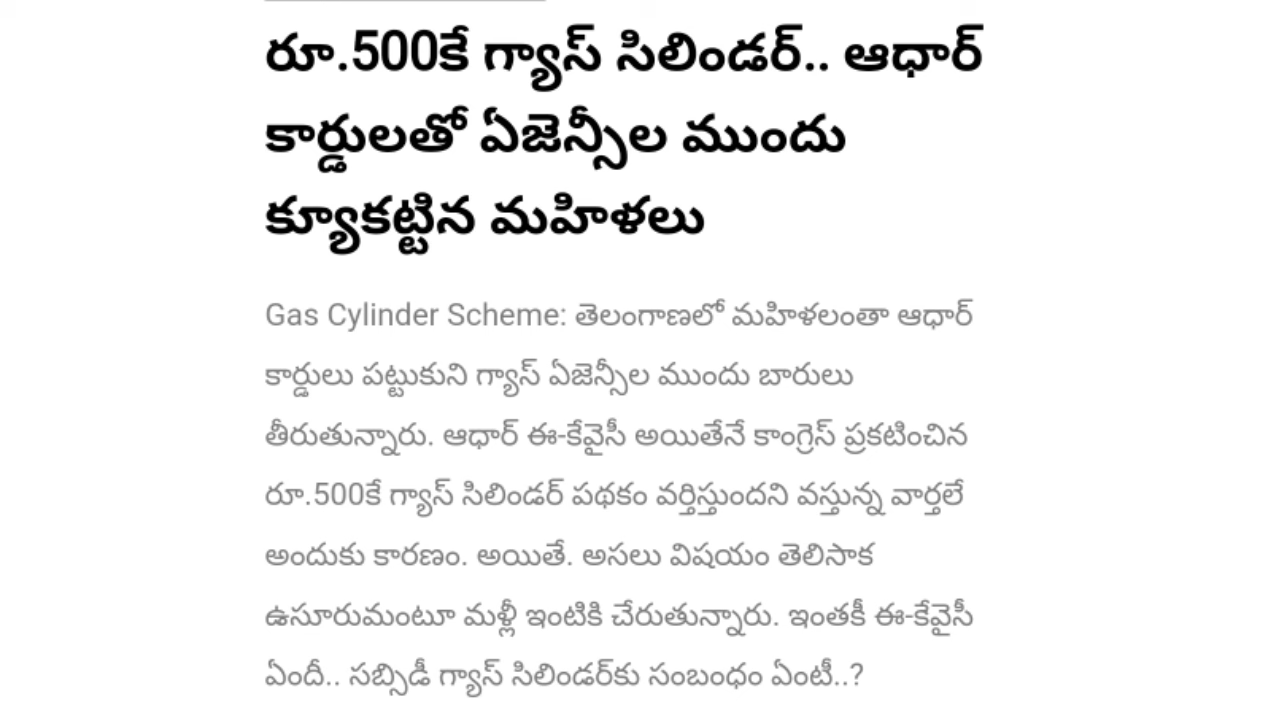 రూ.500కే గ్యాస్ సిలిండర్.. ఆధార్
కార్డులతో ఏజెన్సీల ముందు
క్యూకట్టిన మహిళలు
Gas Cylinder Scheme: తెలంగాణలో మహిళలంతా ఆధార్
కార్డులు పట్టుకుని గ్యాస్ ఏజెన్సీల ముందు బారులు
తీరుతున్నారు. ఆధార్ ఈ-కేవైసీ అయితేనే కాంగ్రెస్ ప్రకటించిన
రూ.500కే గ్యాస్ సిలిండర్ పథకం వర్తిస్తుందని వస్తున్న వార్తలే
అందుకు కారణం. అయితే. అసలు విషయం తెలిసాక
ఉసూరుమంటూ మళ్లీ ఇంటికి చేరుతున్నారు. ఇంతకీ ఈ-కేవైసీ
ఏందీ.. సబ్సిడీ గ్యాస్ సిలిండర్‌కు సంబంధం ఏంటీ..?